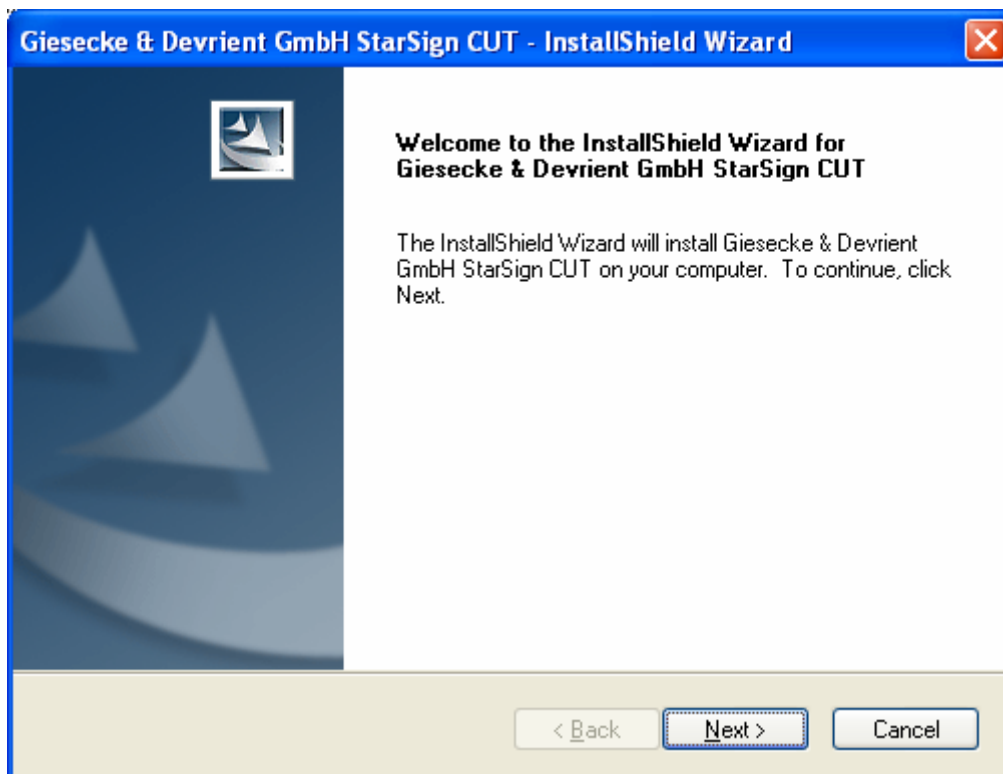 Giesecke & Devrient GmbH StarSign CUT - InstallShield Wizard
Welcome to the InstallShield Wizard for
Giesecke & Devrient GmbH StarSign CUT
The InstallShield Wizard will install Giesecke & Devrient
GmbH StarSign CUT on your computer.  To continue, click
Next.
< Back Next > Cancel